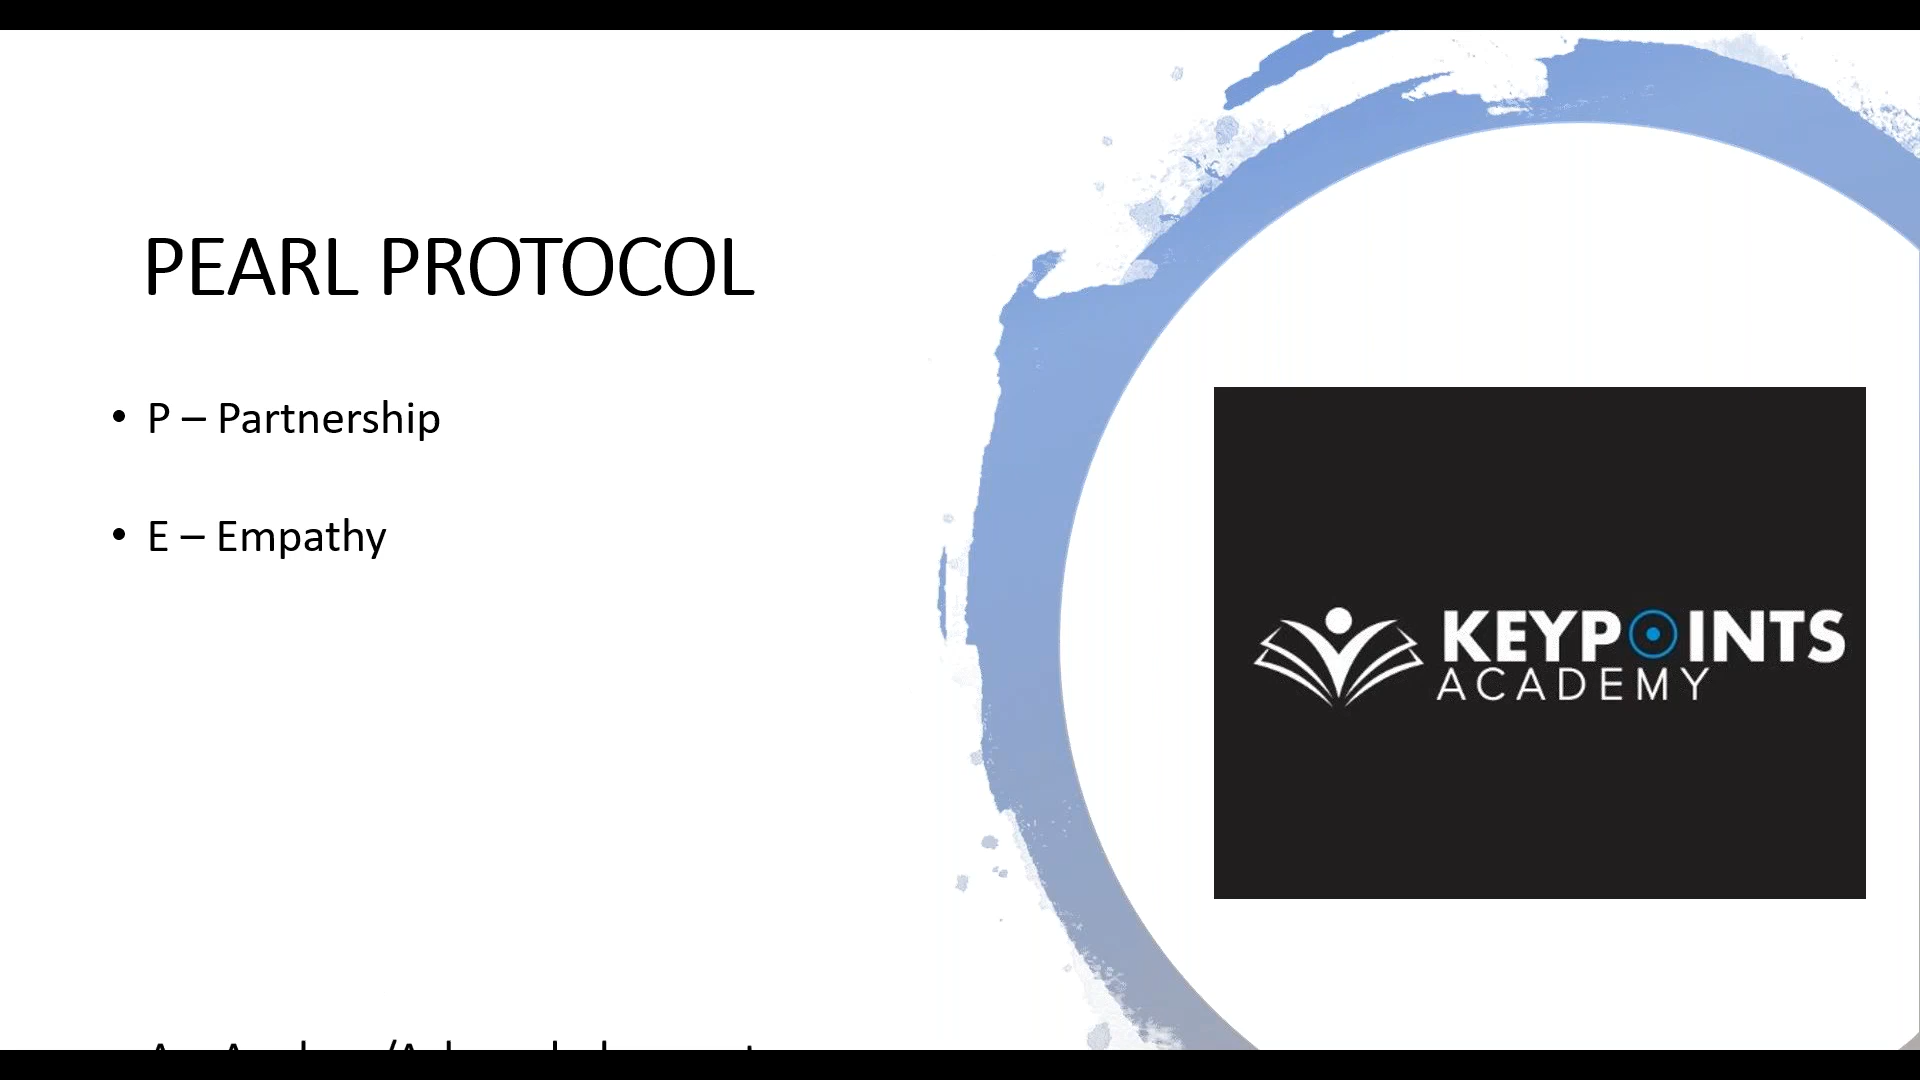 PEARL PROTOCOL
• P – Partnership
• E – Empathy
KEYPOINTS
ACADEMY